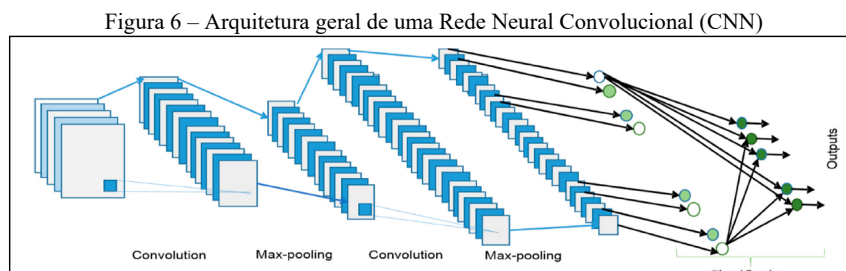 Figura 6 – Arquitetura geral de uma Rede Neural Convolucional (CNN)
Outputs
Convolution
Max-pooling
Convolution
Max-pooling